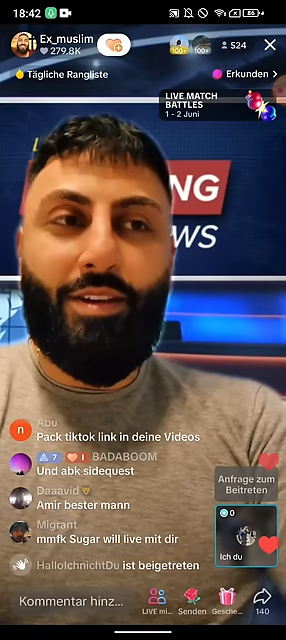 18:42
Ex_muslim
279.8K
100+
100+
524
Tägliche Rangliste
Erkunden >
LIVE MATCH
BATTLES
1 - 2 Juni
NG
WS
Abu
Pack tiktok link in deine Videos
7 1 BADABOOM
Und abk sidequest
Daaavid
Amir bester mann
Migrant
mmfk Sugar will live mit dir
HalloIchnichtDu ist beigetreten
Anfrage zum
Beitreten
0
Ich du
Kommentar hinz...
LIVE mi...
Senden
Gesche...
140